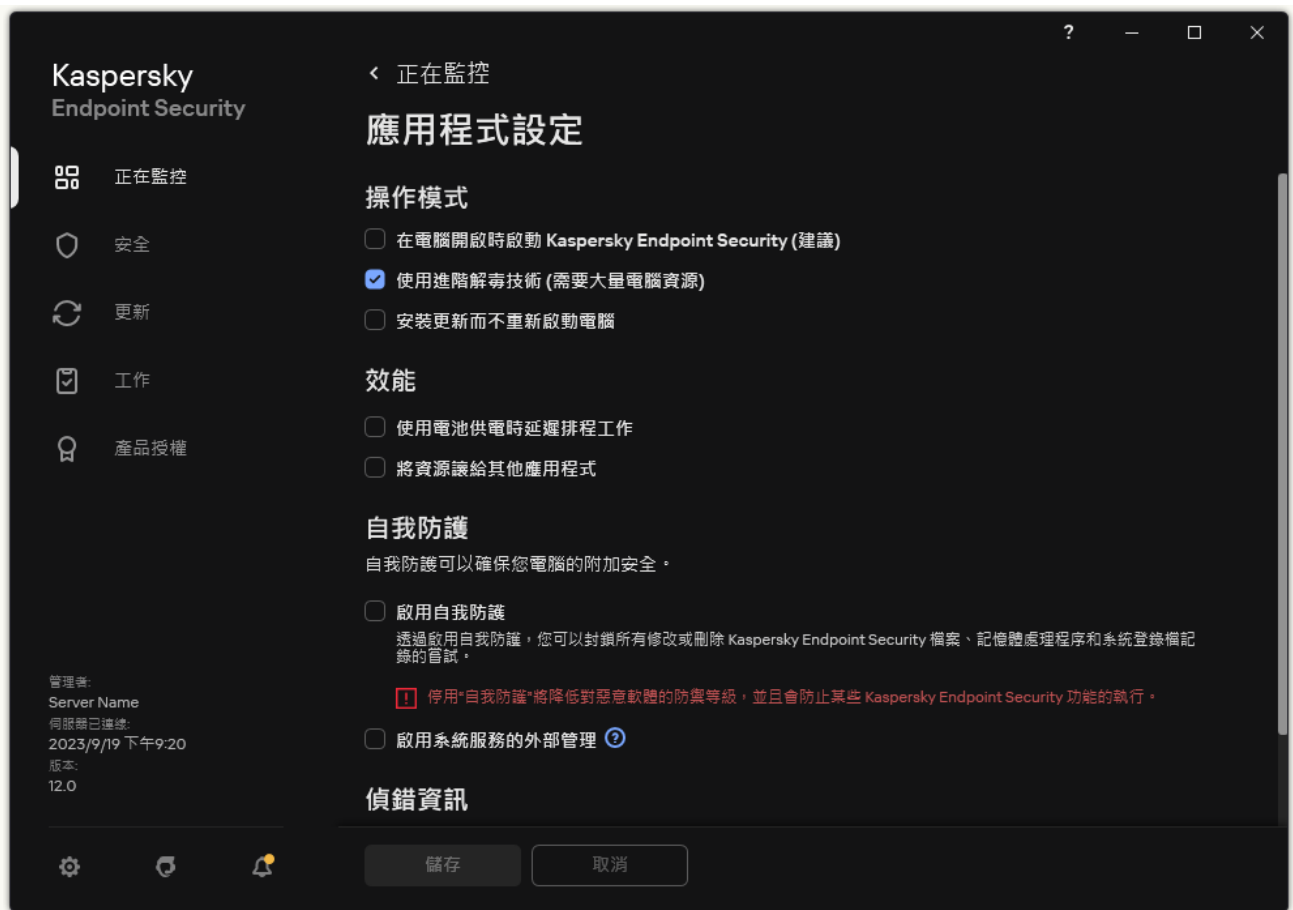 ?
Kaspersky
Endpoint Security
正在監控
安全
更新
工作
產品授權
管理者:
Server Name
伺服器已連線:
2023/9/19 下午9:20
版本:
12.0
正在監控
應用程式設定
操作模式
在電腦開啟時啟動 Kaspersky Endpoint Security (建議)
使用進階解毒技術 (需要大量電腦資源)
安裝更新而不重新啟動電腦
效能
使用電池供電時延遲排程工作
將資源讓給其他應用程式
自我防護
自我防護可以確保您電腦的附加安全。
啟用自我防護
透過啟用自我防護，您可以封鎖所有修改或刪除 Kaspersky Endpoint Security 檔案、記憶體處理程序和系統登錄檔記
錄的嘗試。
停用"自我防護"將降低對惡意軟體的防禦等級，並且會防止某些 Kaspersky Endpoint Security 功能的執行。
啟用系統服務的外部管理 ?
偵錯資訊
儲存
取消